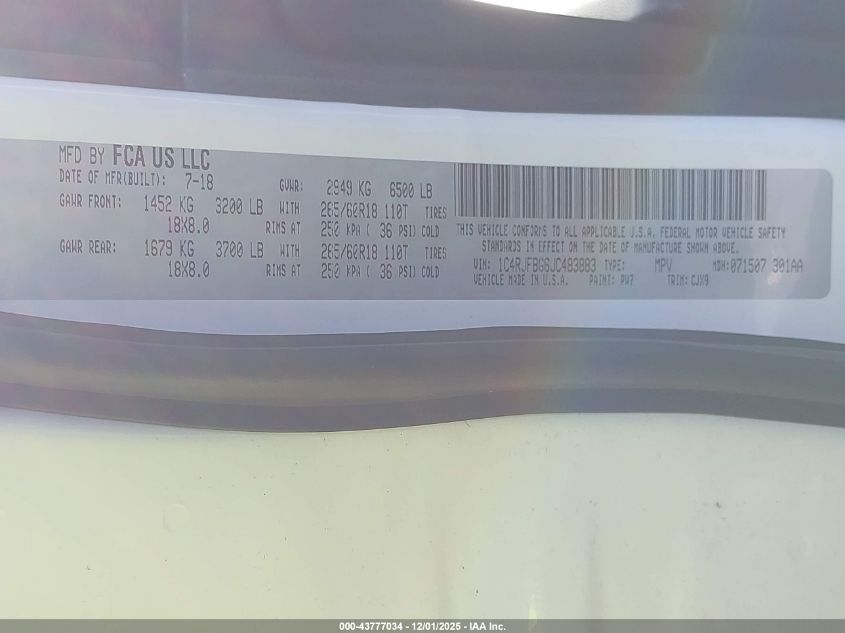 MFD BY FCA US LLC
DATE OF MFR(BUILT): 7-18
GVWR: 2949 KG 6500 LB
GAWR FRONT: 1452 KG 3200 LB WITH 265/60R18 110T TIRES
18X8.0 RIMS AT 250 KPA ( 36 PSI) COLD
GAWR REAR: 1679 KG 3700 LB WITH 265/60R18 110T TIRES
18X8.0 RIMS AT 250 KPA ( 36 PSI) COLD
THIS VEHICLE CONFORMS TO ALL APPLICABLE U.S.A. FEDERAL MOTOR VEHICLE SAFETY
STANDARDS IN EFFECT ON THE DATE OF MANUFACTURE SHOWN ABOVE.
VIN: 1C4RJFBG6JC483883 TYPE: MPV MDH: 071507 301AA
VEHICLE MADE IN U.S.A. PAINT: PW7 TRIM: CJX9
000-43777034 - 12/01/2025 - IAA Inc.